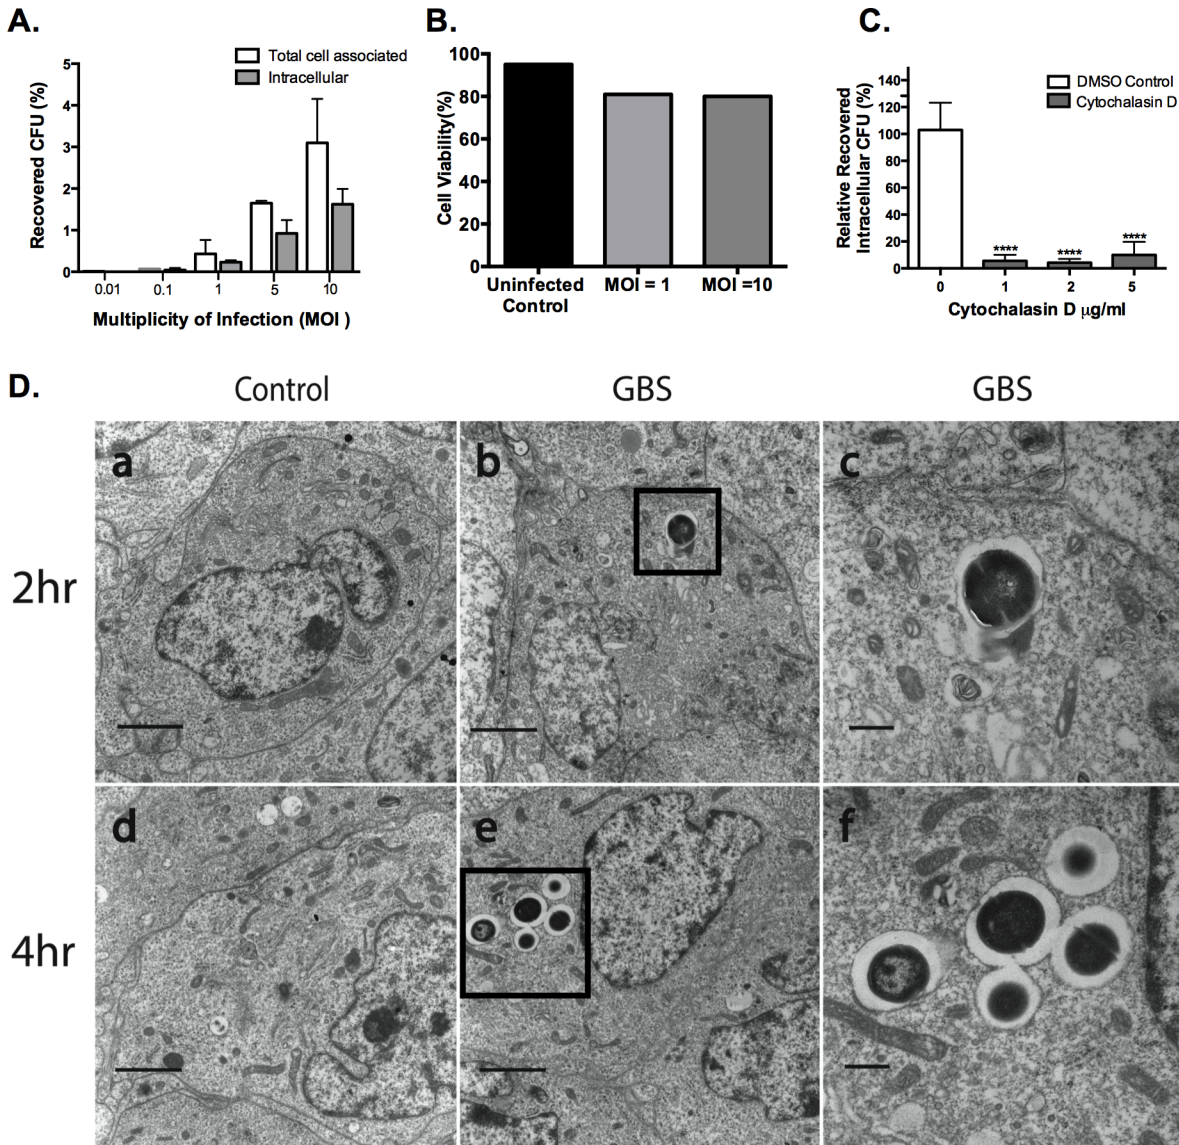 A.
Total cell associated
Intracellular
Recovered CFU (%)
5
4
3
2
1
0
0.01 0.1 1 5 10
Multiplicity of Infection (MOI )
B.
Cell Viability(%)
100
80
60
40
20
0
Uninfected Control
MOI = 1
MOI =10
C.
DMSO Control
Cytochalasin D
Relative Recovered
Intracellular CFU (%)
140
120
100
80
60
40
20
0
****
****
****
0 1 2 5
Cytochalasin D µg/ml
D.
Control GBS GBS
2hr
a b c
4hr
d e f